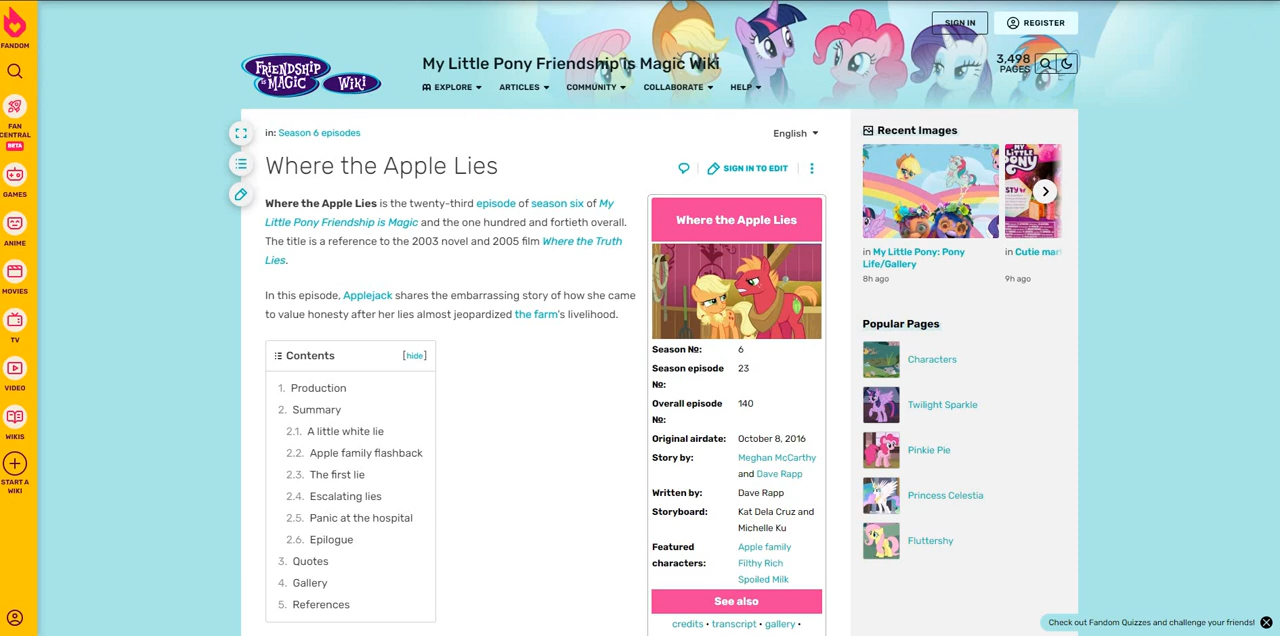 FANDOM
FAN CENTRAL
BETA
GAMES
ANIME
MOVIES
TV
VIDEO
WIKIS
START A WIKI
SIGN IN
REGISTER
FRIENDSHIP IS MAGIC WIKI
My Little Pony Friendship is Magic Wiki
3,498 PAGES
EXPLORE ARTICLES COMMUNITY COLLABORATE HELP
in: Season 6 episodes
English
Where the Apple Lies
SIGN IN TO EDIT
Where the Apple Lies is the twenty-third episode of season six of My
Little Pony Friendship is Magic and the one hundred and fortieth overall.
The title is a reference to the 2003 novel and 2005 film Where the Truth
Lies.
In this episode, Applejack shares the embarrassing story of how she came
to value honesty after her lies almost jeopardized the farm's livelihood.
Contents [hide]
1. Production
2. Summary
2.1. A little white lie
2.2. Apple family flashback
2.3. The first lie
2.4. Escalating lies
2.5. Panic at the hospital
2.6. Epilogue
3. Quotes
4. Gallery
5. References
Where the Apple Lies
Season №: 6
Season episode №: 23
Overall episode №: 140
Original airdate: October 8, 2016
Story by: Meghan McCarthy
and Dave Rapp
Written by: Dave Rapp
Storyboard: Kat Dela Cruz and
Michelle Ku
Featured characters: Apple family
Filthy Rich
Spoiled Milk
See also
credits • transcript • gallery •
Recent Images
in My Little Pony: Pony
Life/Gallery
8h ago
MY LITTLE PONY
in Cutie mar
9h ago
Popular Pages
Characters
Twilight Sparkle
Pinkie Pie
Princess Celestia
Fluttershy
Check out Fandom Quizzes and challenge your friends!